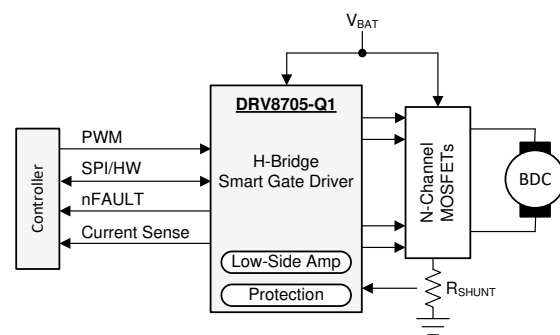 VBAT
DRV8705-Q1
H-Bridge
Smart Gate Driver
Controller
PWM
SPI/HW
nFAULT
Current Sense
Low-Side Amp
Protection
N-Channel
MOSFETs
BDC
RSHUNT